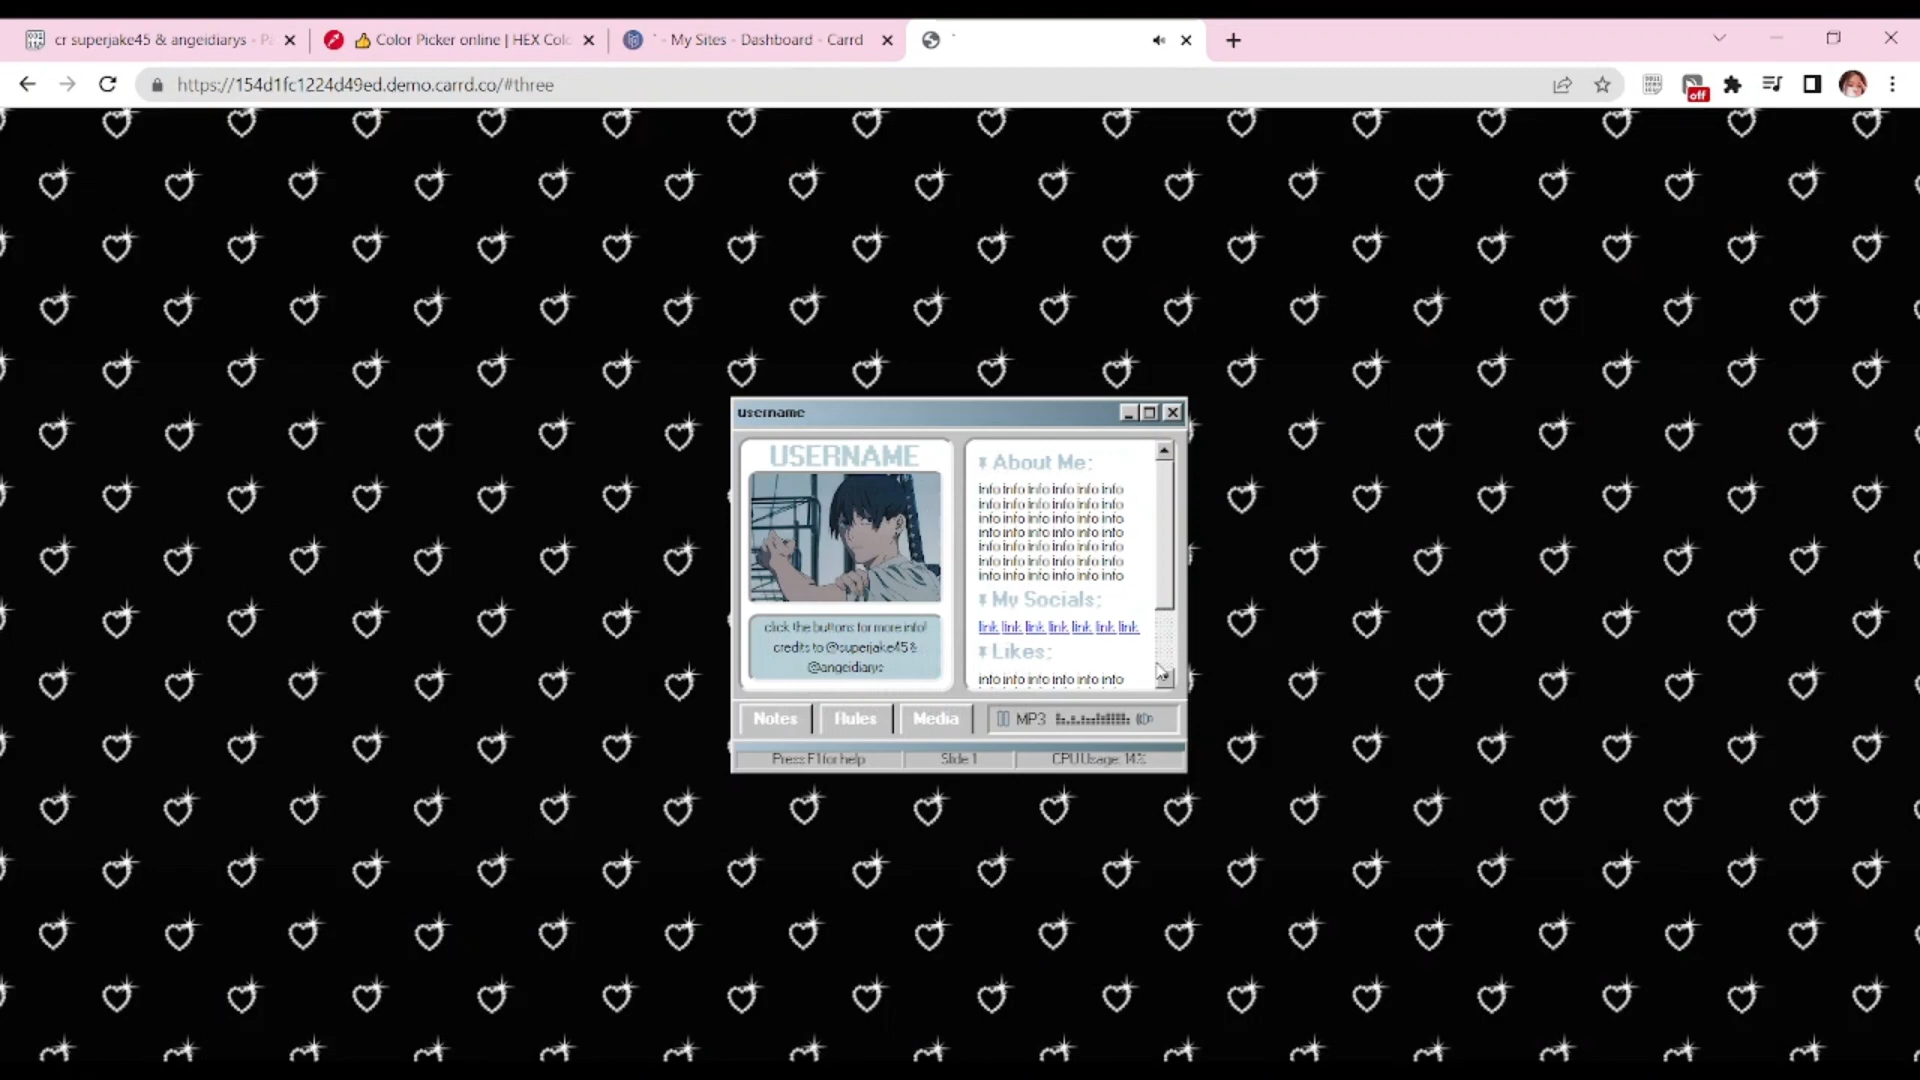 cr superjake45 & angeidiarys - Pa
Color Picker online | HEX Colo
` - My Sites - Dashboard - Carrd
`
https://154d1fc1224d49ed.demo.carrd.co/#three
off
username
USERNAME
click the buttons for more info!
credits to @superjake45 &
@angeidiarys
About Me:
info info info info info info
info info info info info info
info info info info info info
info info info info info info
info info info info info info
info info info info info info
info info info info info info
My Socials:
link link link link link link link
Likes:
info info info info info info
Notes
Rules
Media
MP3
Press F1 for help
Slide 1
CPU Usage: 14%